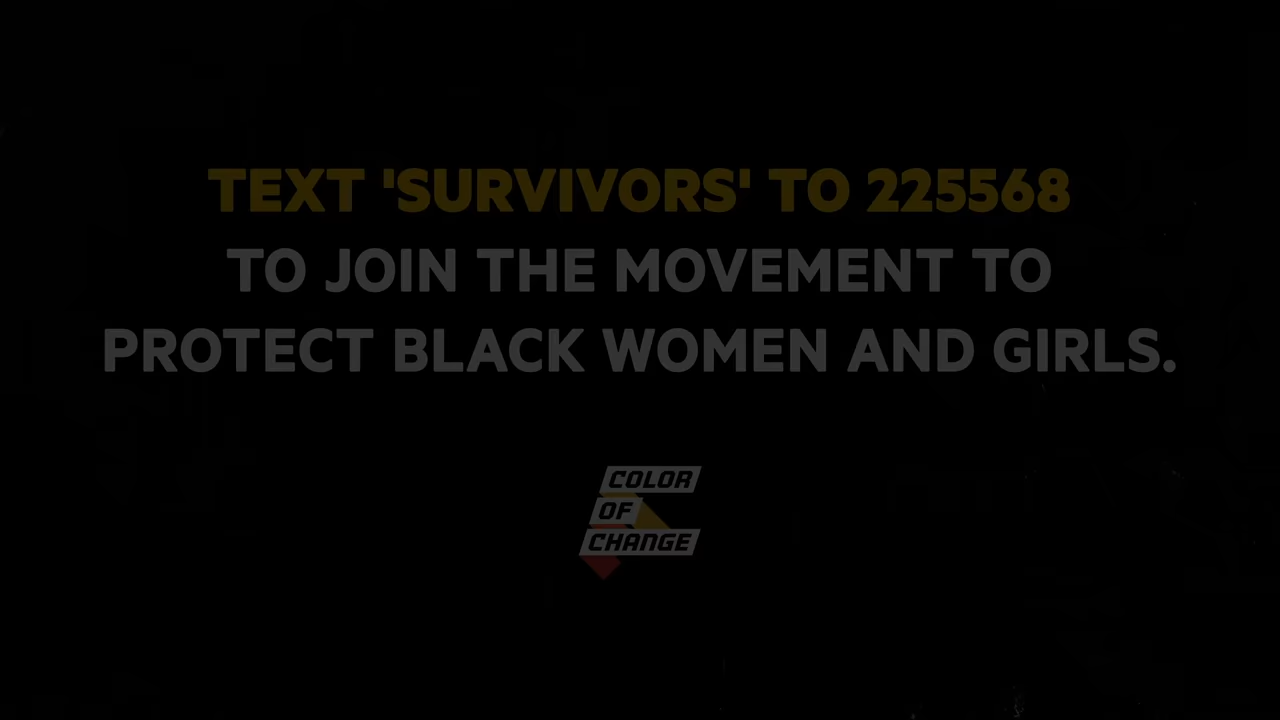 TEXT 'SURVIVORS' TO 225568
TO JOIN THE MOVEMENT TO
PROTECT BLACK WOMEN AND GIRLS.
COLOR
OF
CHANGE